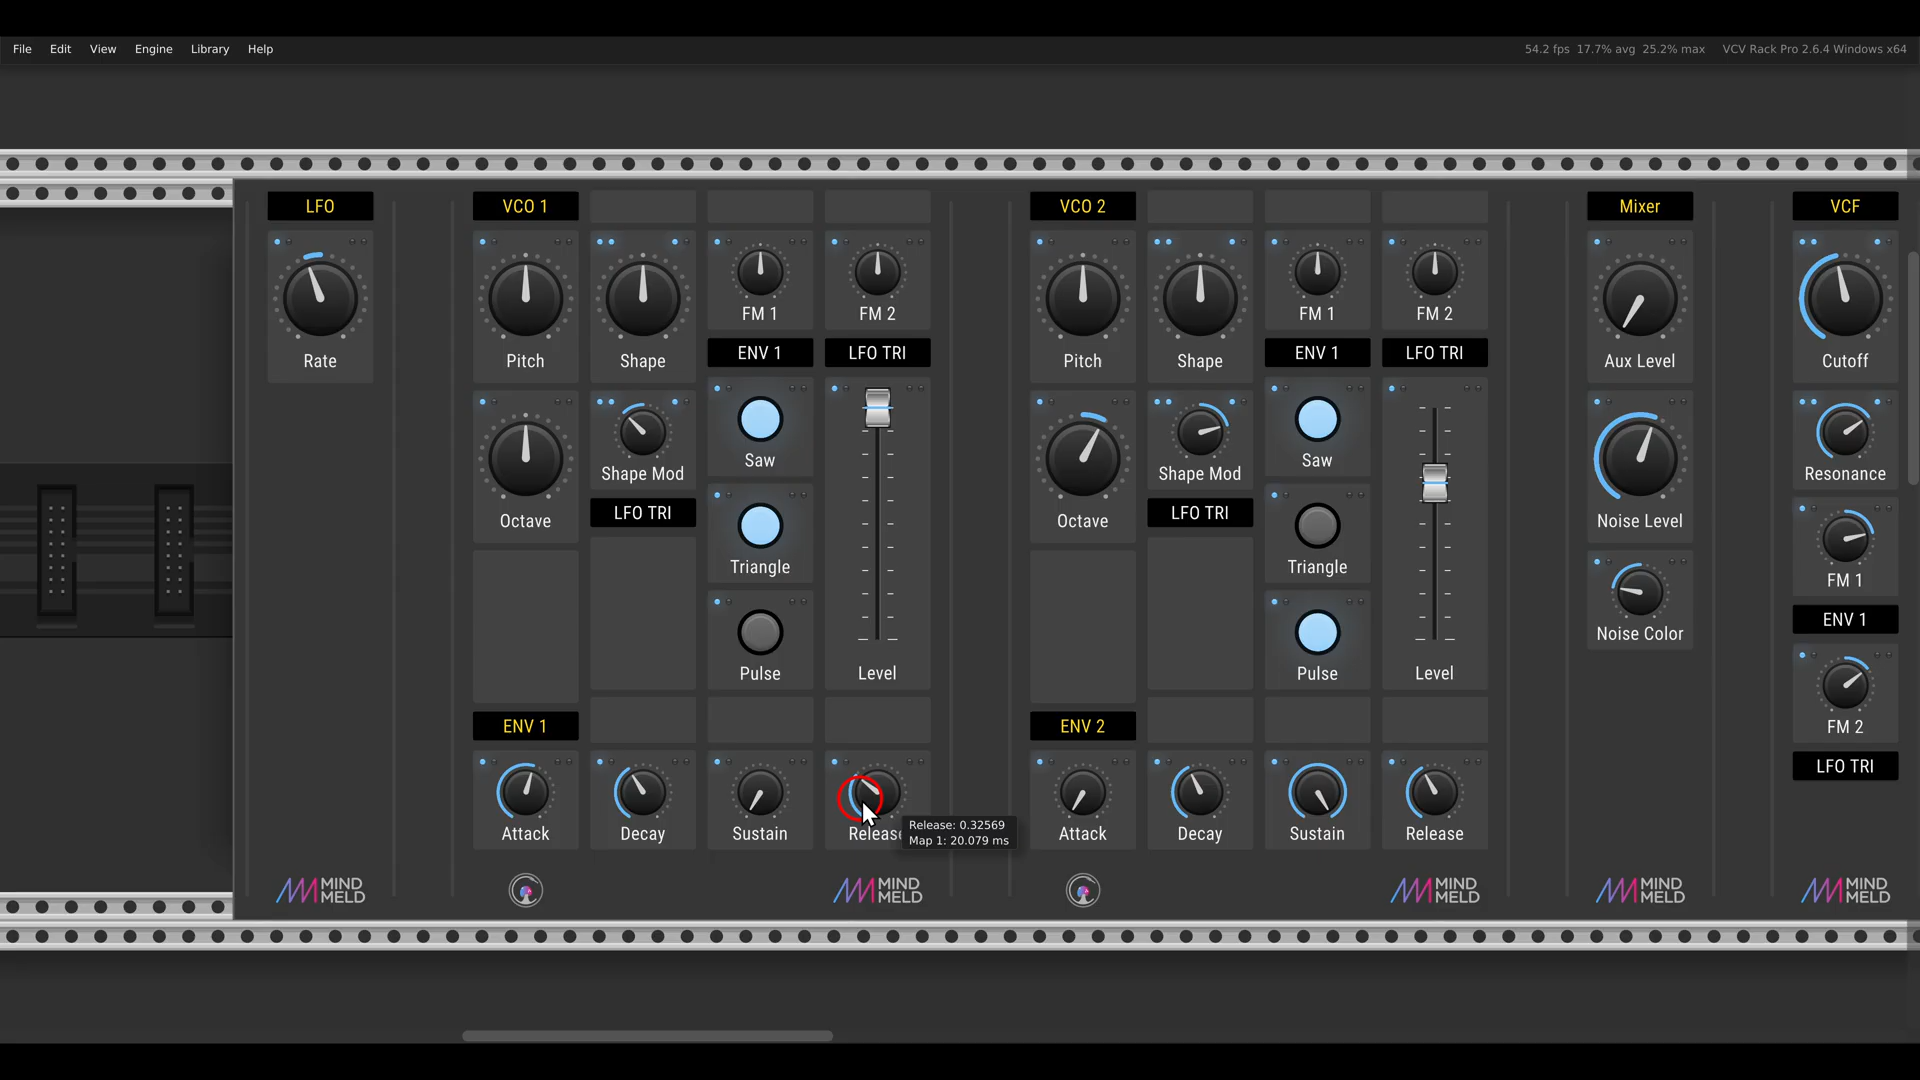 File Edit View Engine Library Help
54.2 fps 17.7% avg 25.2% max VCV Rack Pro 2.6.4 Windows x64
LFO
VCO 1
VCO 2
Mixer
VCF
Rate
Pitch
Shape
FM 1
FM 2
Pitch
Shape
FM 1
FM 2
Aux Level
Cutoff
ENV 1
LFO TRI
ENV 1
LFO TRI
Octave
Shape Mod
Saw
Octave
Shape Mod
Saw
Noise Level
Resonance
LFO TRI
LFO TRI
Triangle
Triangle
Noise Color
FM 1
ENV 1
Pulse
Level
Pulse
Level
FM 2
LFO TRI
ENV 1
ENV 2
Attack
Decay
Sustain
Release
Release: 0.32569
Map 1: 20.079 ms
Attack
Decay
Sustain
Release
MIND
MELD
MIND
MELD
MIND
MELD
MIND
MELD
MIND
MELD